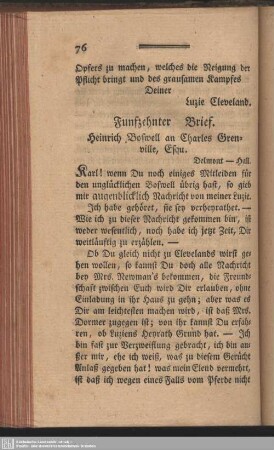 76
Opfers zu machen, welches die Neigung der
Pflicht bringt und des grausamen Kampfes
Deiner
Luzie Cleveland.
Funfzehnter Brief.
Heinrich Boswell an Charles Gren-
ville, Esqu.
Delmont — Hall.
Karl! wenn Du noch einiges Mitleiden für
den unglücklichen Boswell übrig hast, so gieb
mir augenblicklich Nachricht von meiner Luzie.
Ich habe gehöret, sie sey verheyrathet. —
Wie ich zu dieser Nachricht gekommen bin, ist
weder wesentlich, noch habe ich jetzt Zeit, Dir
weitläuftig zu erzählen. —
Ob Du gleich nicht zu Clevelands wirst ge-
hen wollen, so kannst Du doch alle Nachricht
bey Mrs. Newman's bekommen, die Freund-
schaft zwischen Euch wird Dir erlauben, ohne
Einladung in ihr Haus zu gehn; aber was es
Dir am leichtesten machen wird, ist daß Mrs.
Dormer zugegen ist; von ihr kannst Du erfah-
ren, ob Luziens Heyrath Grund hat. — Ich
bin fast zur Verzweiflung gebracht, ich bin au-
ßer mir, ehe ich weiß, was zu diesem Gerücht
Anlaß gegeben hat! was mein Elend vermehrt,
ist daß ich wegen eines Falls vom Pferde nicht